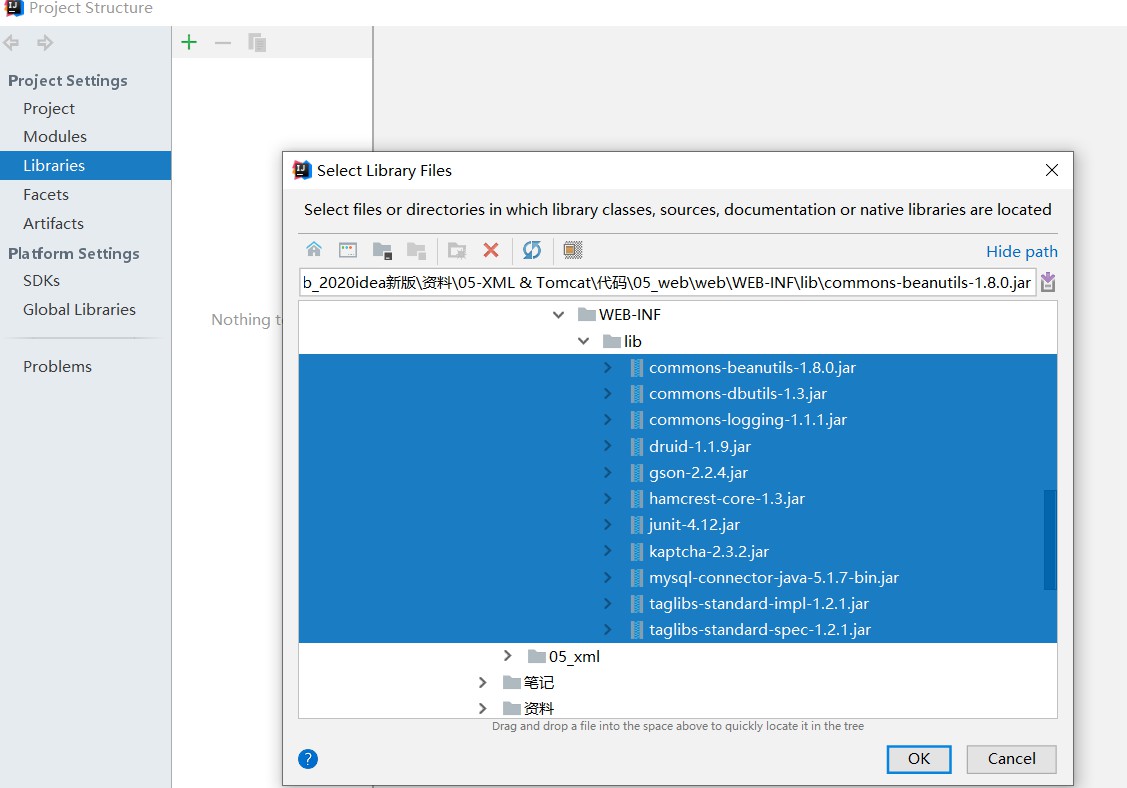 Project Structure
Project Settings
Project
Modules
Libraries
Facets
Artifacts
Platform Settings
SDKs
Global Libraries
Problems
Nothing t
Select Library Files
Select files or directories in which library classes, sources, documentation or native libraries are located
Hide path
b_2020idea新版\资料\05-XML & Tomcat\代码\05_web\web\WEB-INF\lib\commons-beanutils-1.8.0.jar
WEB-INF
lib
commons-beanutils-1.8.0.jar
commons-dbutils-1.3.jar
commons-logging-1.1.1.jar
druid-1.1.9.jar
gson-2.2.4.jar
hamcrest-core-1.3.jar
junit-4.12.jar
kaptcha-2.3.2.jar
mysql-connector-java-5.1.7-bin.jar
taglibs-standard-impl-1.2.1.jar
taglibs-standard-spec-1.2.1.jar
05_xml
笔记
资料
Drag and drop a file into the space above to quickly locate it in the tree
?
OK
Cancel